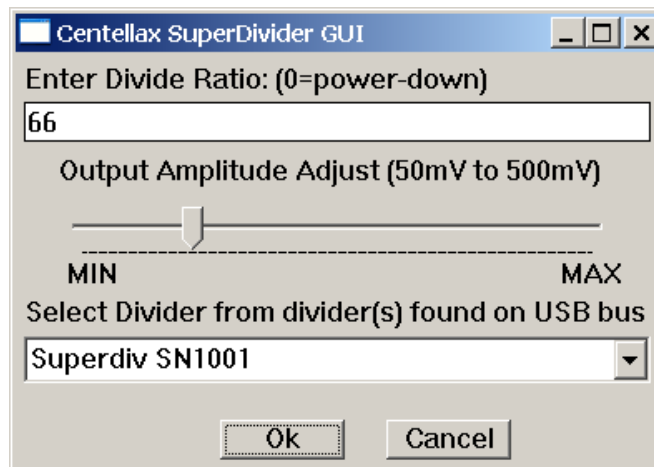 Centellax SuperDivider GUI
Enter Divide Ratio: (0=power-down)
66
Output Amplitude Adjust (50mV to 500mV)
MIN MAX
Select Divider from divider(s) found on USB bus
Superdiv SN1001
Ok Cancel